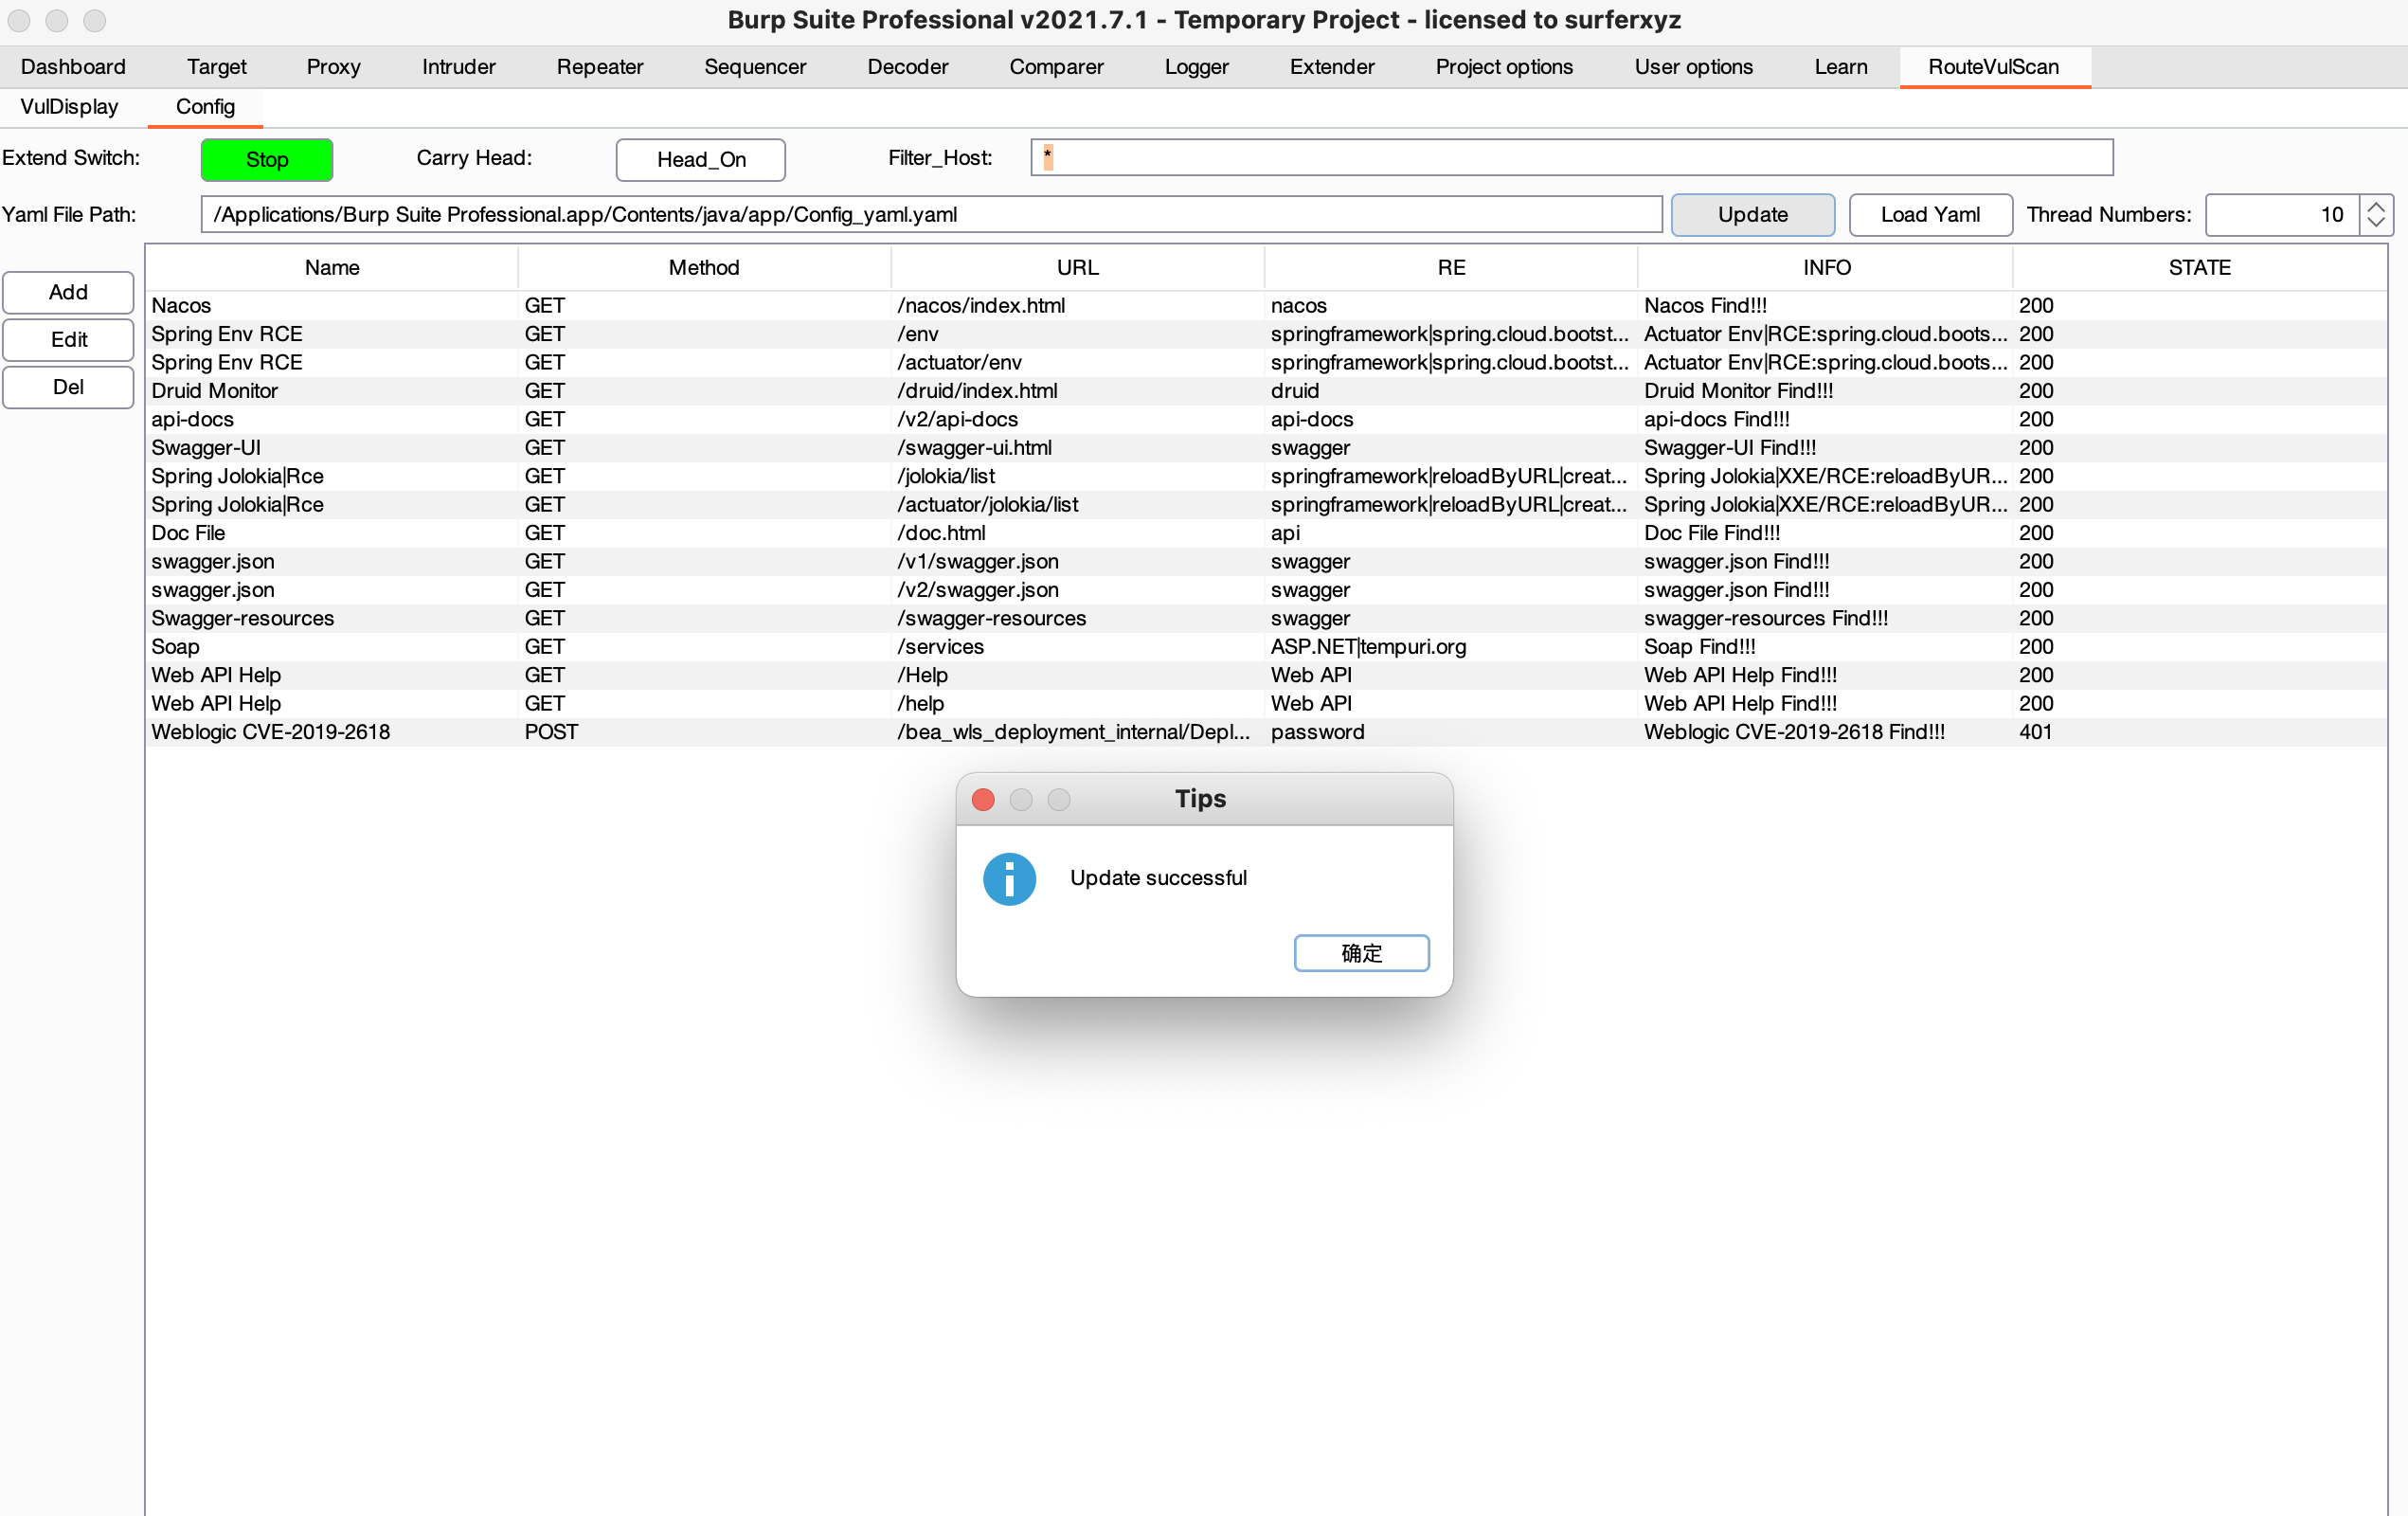 Burp Suite Professional v2021.7.1 - Temporary Project - licensed to surferxyz
Dashboard Target Proxy Intruder Repeater Sequencer Decoder Comparer Logger Extender Project options User options Learn RouteVulScan
VulDisplay Config
Extend Switch: Stop Carry Head: Head_On Filter_Host: *
Yaml File Path: /Applications/Burp Suite Professional.app/Contents/java/app/Config_yaml.yaml Update Load Yaml Thread Numbers: 10
Add
Edit
Del
Name Method URL RE INFO STATE
Nacos GET /nacos/index.html nacos Nacos Find!!! 200
Spring Env RCE GET /env springframework|spring.cloud.bootst... Actuator Env|RCE:spring.cloud.boots... 200
Spring Env RCE GET /actuator/env springframework|spring.cloud.bootst... Actuator Env|RCE:spring.cloud.boots... 200
Druid Monitor GET /druid/index.html druid Druid Monitor Find!!! 200
api-docs GET /v2/api-docs api-docs api-docs Find!!! 200
Swagger-UI GET /swagger-ui.html swagger Swagger-UI Find!!! 200
Spring Jolokia|Rce GET /jolokia/list springframework|reloadByURL|creat... Spring Jolokia|XXE/RCE:reloadByUR... 200
Spring Jolokia|Rce GET /actuator/jolokia/list springframework|reloadByURL|creat... Spring Jolokia|XXE/RCE:reloadByUR... 200
Doc File GET /doc.html api Doc File Find!!! 200
swagger.json GET /v1/swagger.json swagger swagger.json Find!!! 200
swagger.json GET /v2/swagger.json swagger swagger.json Find!!! 200
Swagger-resources GET /swagger-resources swagger swagger-resources Find!!! 200
Soap GET /services ASP.NET|tempuri.org Soap Find!!! 200
Web API Help GET /Help Web API Web API Help Find!!! 200
Web API Help GET /help Web API Web API Help Find!!! 200
Weblogic CVE-2019-2618 POST /bea_wls_deployment_internal/Depl... password Weblogic CVE-2019-2618 Find!!! 401
Tips
Update successful
确定